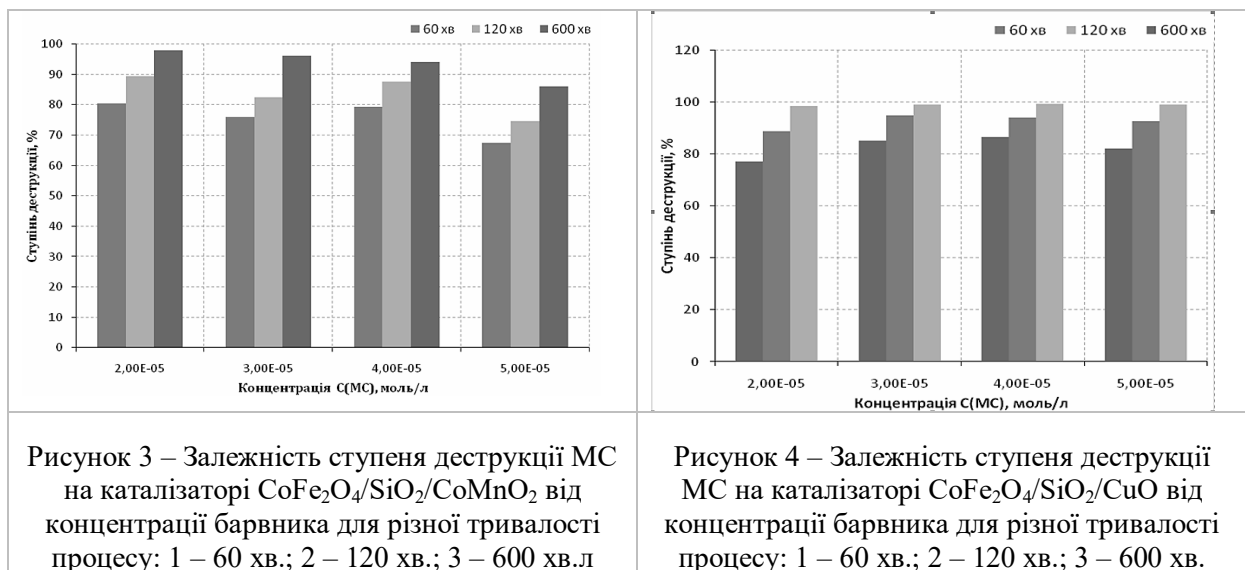 60 хв 120 хв 600 хв
100
90
80
70
60
50
40
30
20
10
0
Ступінь деструкції, %
2,00E-05 3,00E-05 4,00E-05 5,00E-05
Концентрація С(МС), моль/л
60 хв 120 хв 600 хв
120
100
80
60
40
20
0
Ступінь деструкції, %
2,00E-05 3,00E-05 4,00E-05 5,00E-05
Концентрація С(МС), моль/л
Рисунок 3 – Залежність ступеня деструкції МС
на каталізаторі CoFe₂O₄/SiO₂/CoMnO₂ від
концентрації барвника для різної тривалості
процесу: 1 – 60 хв.; 2 – 120 хв.; 3 – 600 хв.л
Рисунок 4 – Залежність ступеня деструкції
МС на каталізаторі CoFe₂O₄/SiO₂/CuO від
концентрації барвника для різної тривалості
процесу: 1 – 60 хв.; 2 – 120 хв.; 3 – 600 хв.